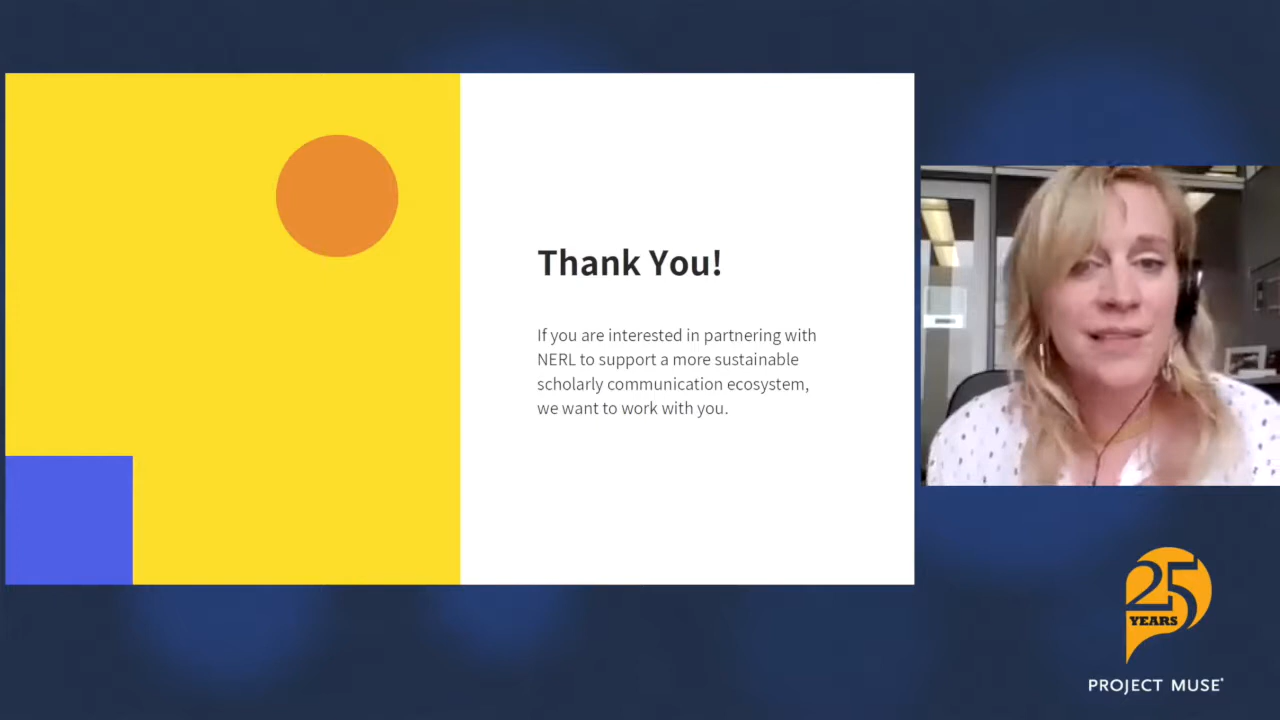 Thank You!
If you are interested in partnering with
NERL to support a more sustainable
scholarly communication ecosystem,
we want to work with you.
25
YEARS
PROJECT MUSE